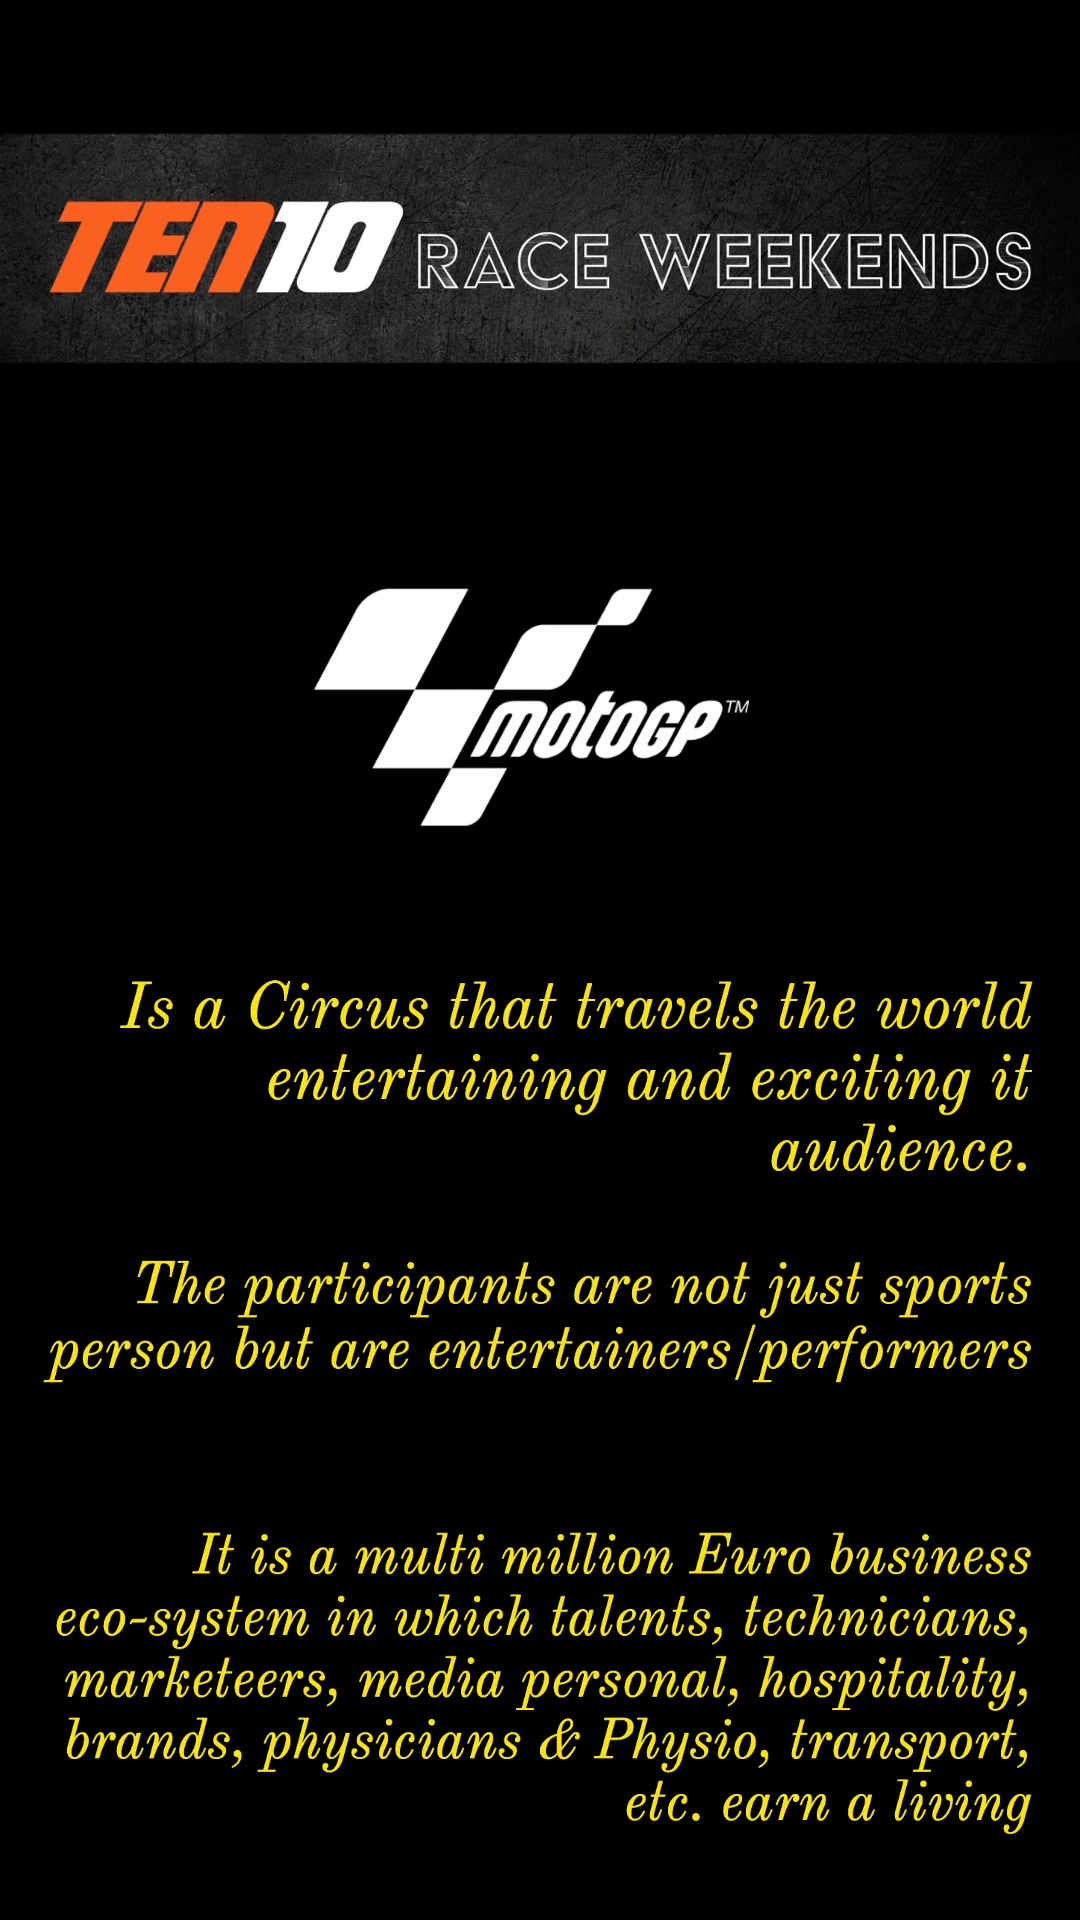 TEN10 RACE WEEKENDS
motoGP™
Is a Circus that travels the world
entertaining and exciting it
audience.
The participants are not just sports
person but are entertainers/performers
It is a multi million Euro business
eco-system in which talents, technicians,
marketeers, media personal, hospitality,
brands, physicians & Physio, transport,
etc. earn a living